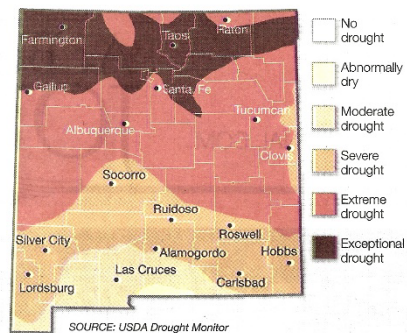 Farmington
Taos
Raton
Gallup
Santa Fe
Tucumcari
Albuquerque
Clovis
Socorro
Ruidoso
Roswell
Silver City
Alamogordo
Hobbs
Las Cruces
Carlsbad
Lordsburg
No
drought
Abnormally
dry
Moderate
drought
Severe
drought
Extreme
drought
Exceptional
drought
SOURCE: USDA Drought Monitor